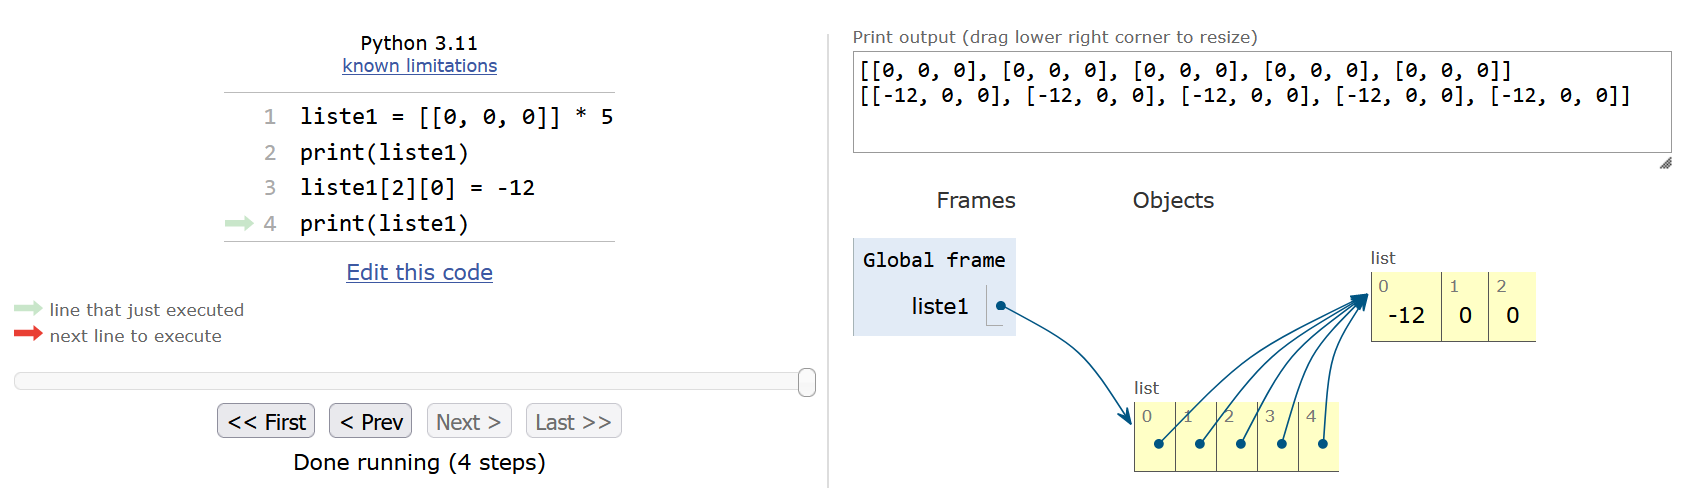 Python 3.11
known limitations
1 liste1 = [[0, 0, 0]] * 5
2 print(liste1)
3 liste1[2][0] = -12
4 print(liste1)
Edit this code
line that just executed
next line to execute
<< First < Prev Next > Last >>
Done running (4 steps)
Print output (drag lower right corner to resize)
[[0, 0, 0], [0, 0, 0], [0, 0, 0], [0, 0, 0], [0, 0, 0]]
[[-12, 0, 0], [-12, 0, 0], [-12, 0, 0], [-12, 0, 0], [-12, 0, 0]]
Frames Objects
Global frame
liste1
list
0 1 2
-12 0 0
list
0 1 2 3 4